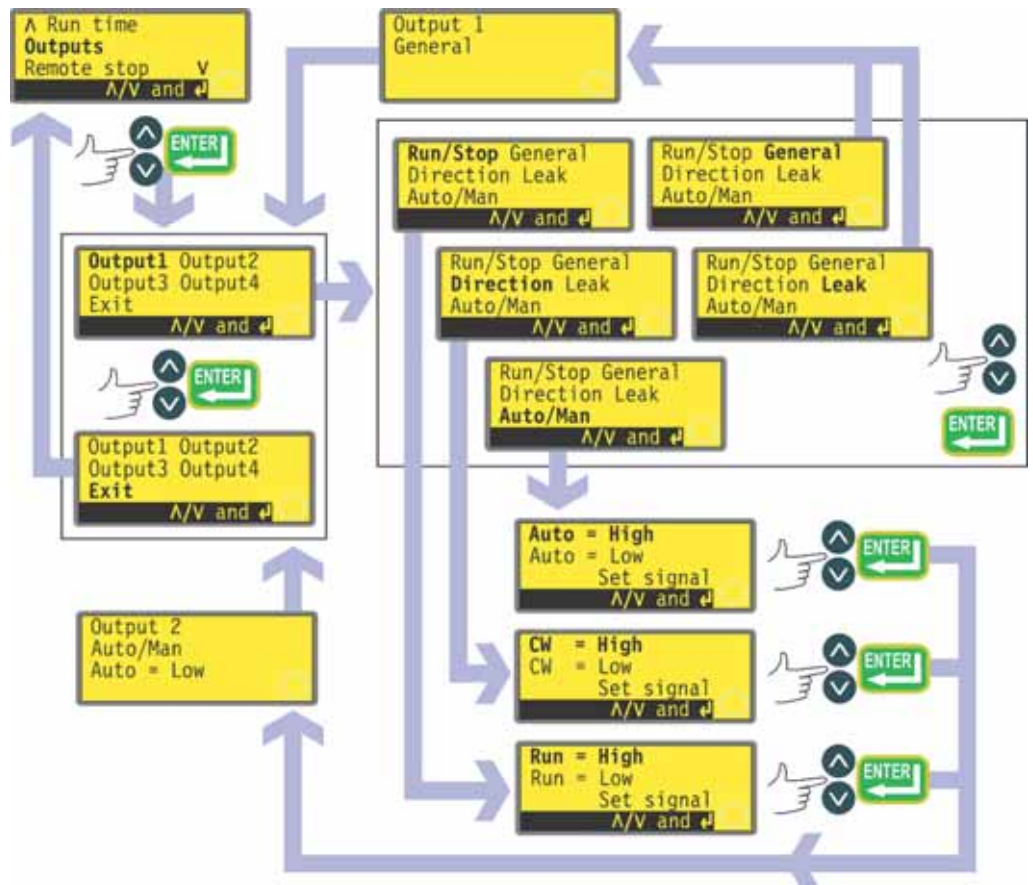 Λ Run time
Outputs
Remote stop V
Λ/V and ↲
ENTER
Output 1
General
Run/Stop General
Direction Leak
Auto/Man
Λ/V and ↲
Run/Stop General
Direction Leak
Auto/Man
Λ/V and ↲
Output1 Output2
Output3 Output4
Exit
Λ/V and ↲
Run/Stop General
Direction Leak
Auto/Man
Λ/V and ↲
Run/Stop General
Direction Leak
Auto/Man
Λ/V and ↲
ENTER
Run/Stop General
Direction Leak
Auto/Man
Λ/V and ↲
ENTER
Output1 Output2
Output3 Output4
Exit
Λ/V and ↲
Auto = High
Auto = Low
Set signal
Λ/V and ↲
ENTER
Output 2
Auto/Man
Auto = Low
CW = High
CW = Low
Set signal
Λ/V and ↲
ENTER
Run = High
Run = Low
Set signal
Λ/V and ↲
ENTER